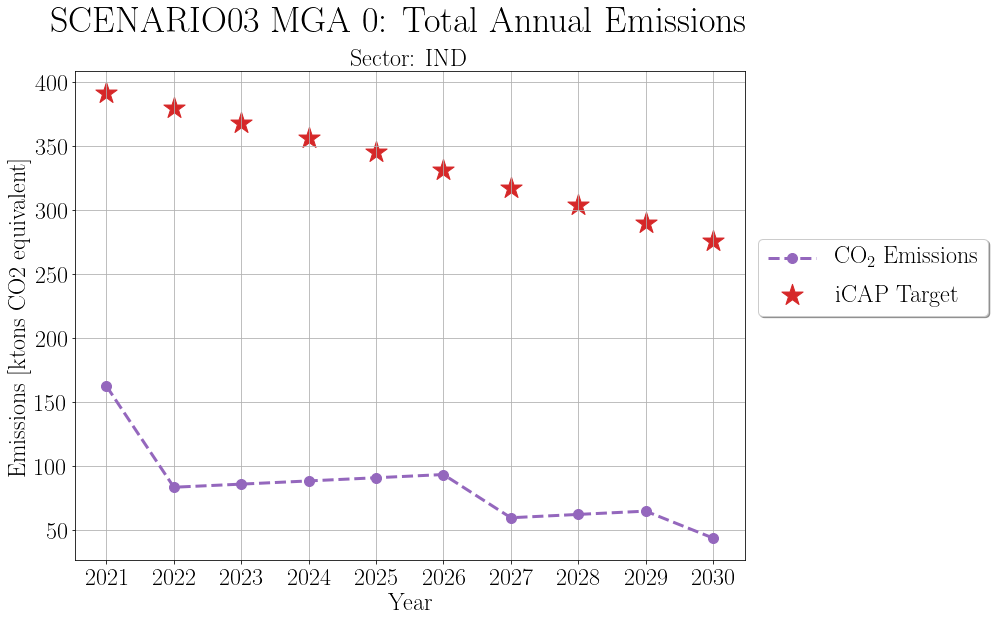 SCENARIO03 MGA 0: Total Annual Emissions
Sector: IND
Emissions [ktons CO2 equivalent]
400
350
300
250
200
150
100
50
2021 2022 2023 2024 2025 2026 2027 2028 2029 2030
Year
CO₂ Emissions
iCAP Target